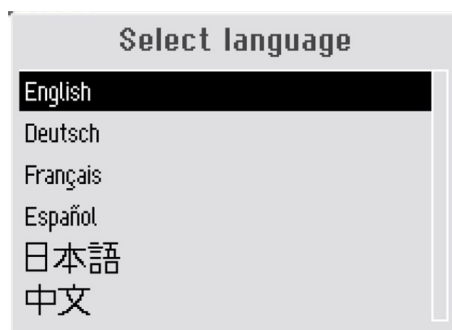 Select language
English
Deutsch
Français
Español
日本語
中文